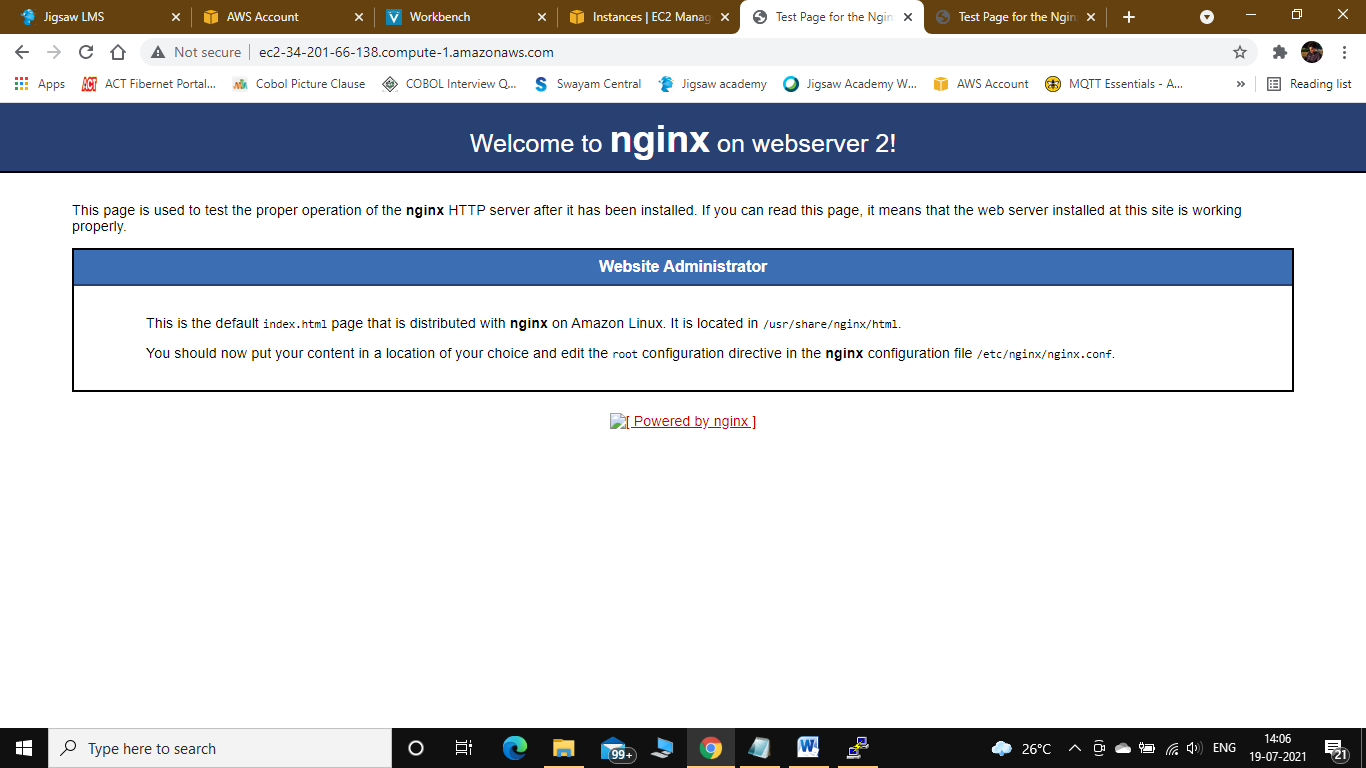 Jigsaw LMS
AWS Account
Workbench
Instances | EC2 Manag
Test Page for the Ngin
Test Page for the Ngin
Not secure
ec2-34-201-66-138.compute-1.amazonaws.com
Apps
ACT
ACT Fibernet Portal...
Cobol Picture Clause
COBOL Interview Q...
Swayam Central
Jigsaw academy
Jigsaw Academy W...
AWS Account
MQTT Essentials - A...
»
Reading list
Welcome to nginx on webserver 2!
This page is used to test the proper operation of the nginx HTTP server after it has been installed. If you can read this page, it means that the web server installed at this site is working
properly.
Website Administrator
This is the default index.html page that is distributed with nginx on Amazon Linux. It is located in /usr/share/nginx/html.
You should now put your content in a location of your choice and edit the root configuration directive in the nginx configuration file /etc/nginx/nginx.conf.
[ Powered by nginx ]
Type here to search
99+
26°C
ENG
14:06
19-07-2021
21